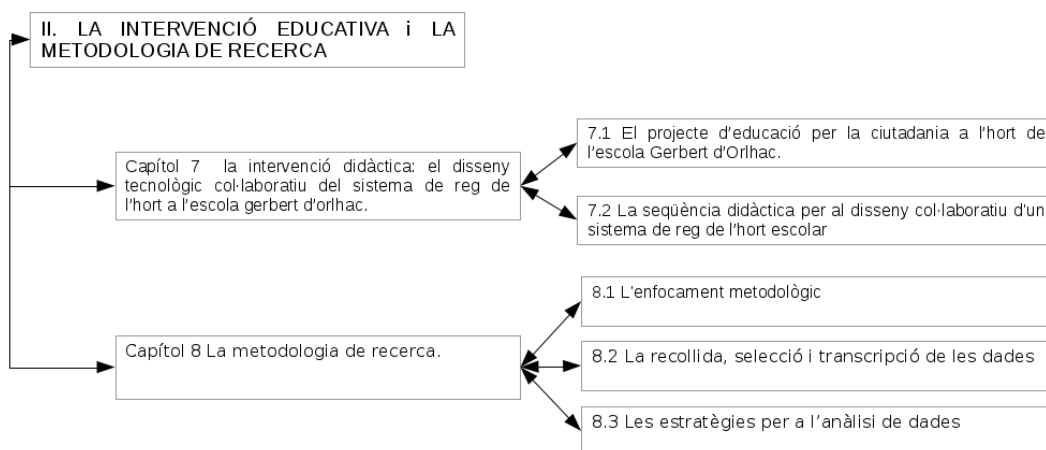 II. LA INTERVENCIÓ EDUCATIVA i LA
METODOLOGIA DE RECERCA
Capítol 7 la intervenció didàctica: el disseny
tecnològic col·laboratiu del sistema de reg de
l'hort a l'escola gerbert d'orlhac.
7.1 El projecte d'educació per la ciutadania a l'hort de
l'escola Gerbert d'Orlhac.
7.2 La seqüència didàctica per al disseny col·laboratiu d'un
sistema de reg de l'hort escolar
Capítol 8 La metodologia de recerca.
8.1 L'enfocament metodològic
8.2 La recollida, selecció i transcripció de les dades
8.3 Les estratègies per a l'anàlisi de dades